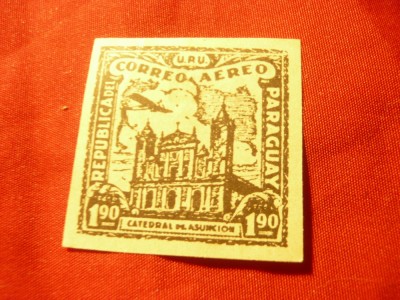 U.P.U.
CORREO AEREO
REPUBLICA DEL
PARAGUAY
1.90
1.90
CATEDRAL DE ASUNCION